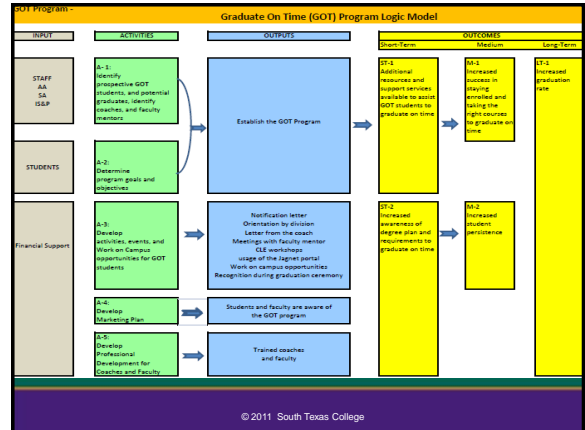 GOT Program -
Graduate On Time (GOT) Program Logic Model
INPUT
ACTIVITIES
OUTPUTS
OUTCOMES
Short-Term
Medium
Long-Term
STAFF
AA
SA
IS&P
A- 1:
Identify
prospective GOT
students, and potential
graduates, identify
coaches, and faculty
mentors
Establish the GOT Program
ST-1
Additional
resources and
support services
available to assist
GOT students to
graduate on time
M-1
Increased
success in
staying
enrolled and
taking the
right courses
to graduate on
time
LT-1
Increased
graduation
rate
STUDENTS
A-2:
Determine
program goals and
objectives
Financial Support
A-3:
Develop
activities, events, and
Work on Campus
opportunities for GOT
students
Notification letter
Orientation by division
Letter from the coach
Meetings with faculty mentor
CLE workshops
usage of the Jagnet portal
Work on campus opportunities
Recognition during graduation ceremony
ST-2
Increased
awareness of
degree plan and
requirements to
graduate on time
M-2
Increased
student
persistence
A-4:
Develop
Marketing Plan
Students and faculty are aware of
the GOT program
A-5:
Develop
Professional
Development for
Coaches and Faculty
Trained coaches
and faculty
© 2011 South Texas College